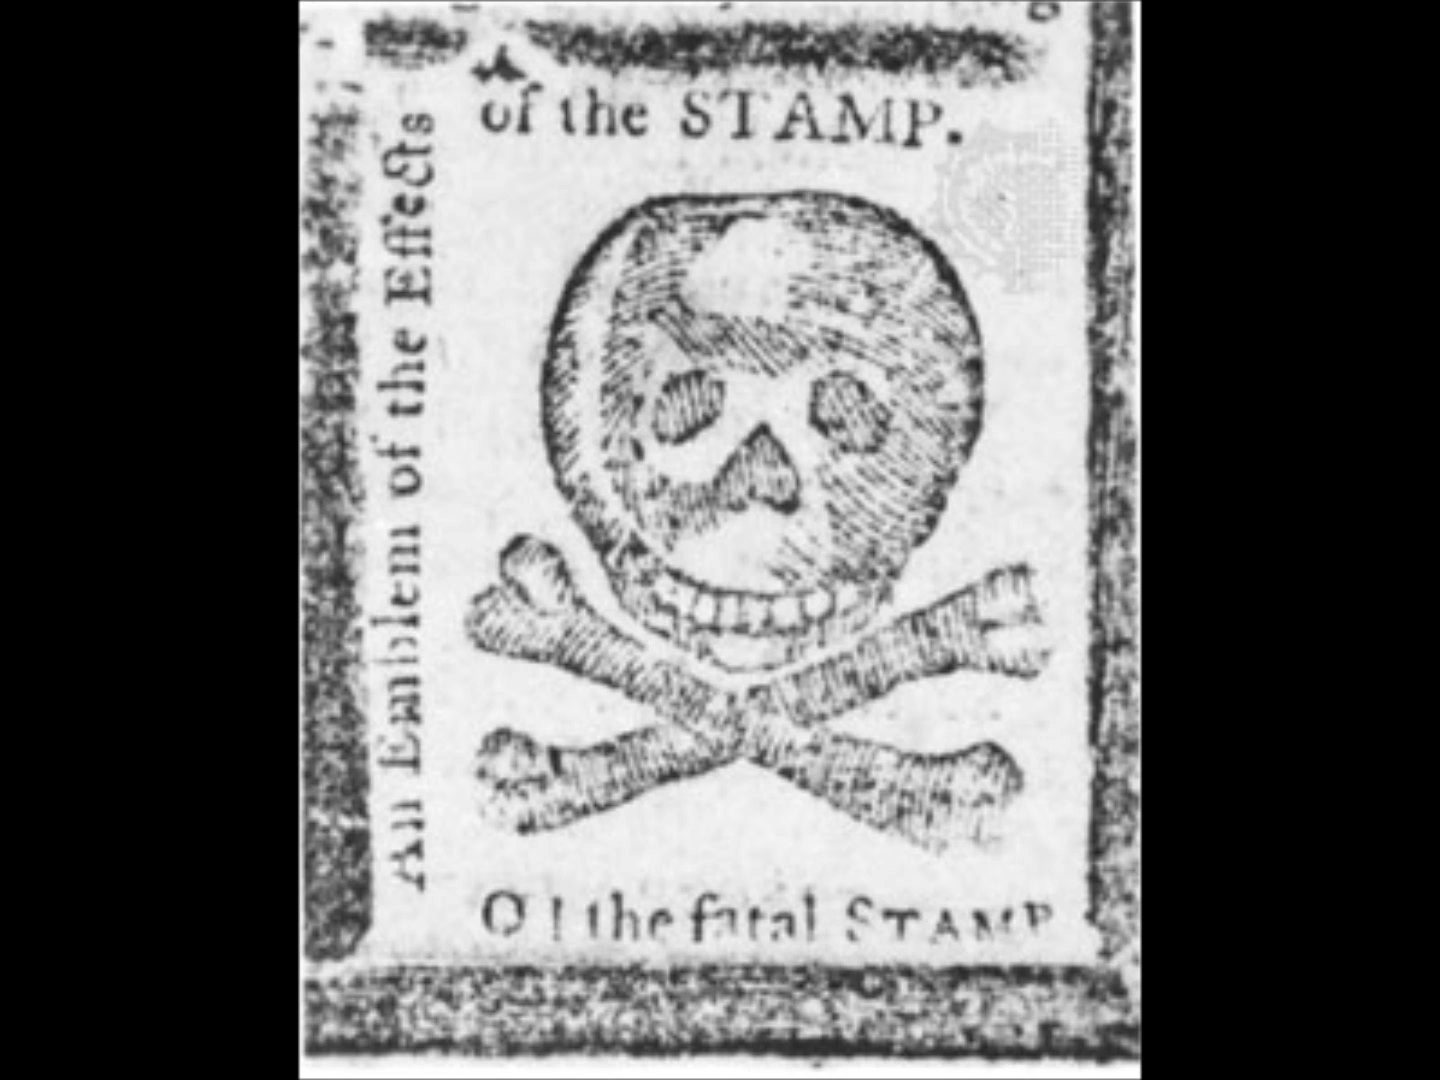 An Emblem of the Effects
of the STAMP.
O! the fatal STAMP